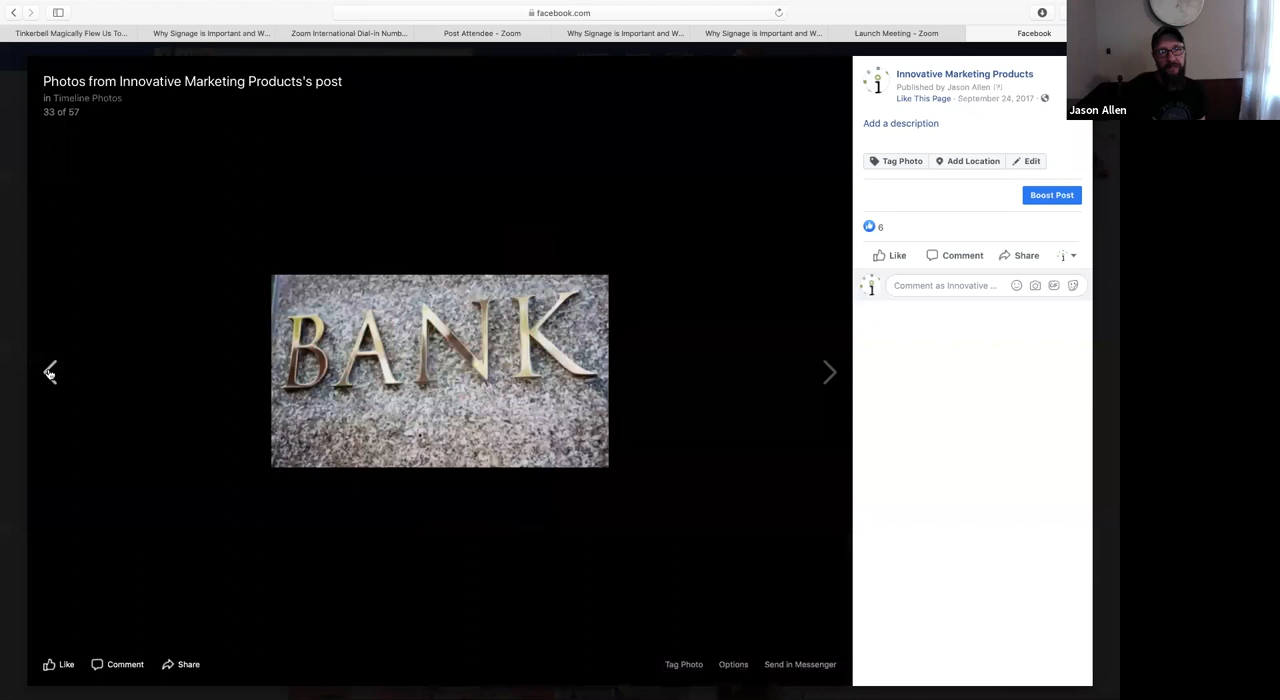 facebook.com
Tinkerbell Magically Flew Us To...
Why Signage is Important and W...
Zoom International Dial-in Numb...
Post Attendee - Zoom
Why Signage is Important and W...
Why Signage is Important and W...
Launch Meeting - Zoom
Facebook
Jason Allen
Photos from Innovative Marketing Products's post
in Timeline Photos
33 of 57
BANK
Like
Comment
Share
Tag Photo
Options
Send in Messenger
Innovative Marketing Products
Published by Jason Allen (?)
Like This Page · September 24, 2017 ·
Add a description
Tag Photo
Add Location
Edit
Boost Post
6
Like
Comment
Share
Comment as Innovative ...